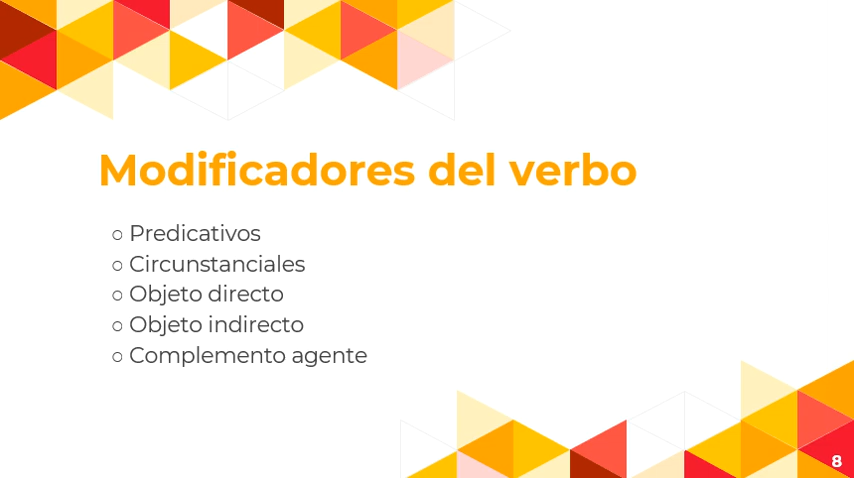 Modificadores del verbo
○ Predicativos
○ Circunstanciales
○ Objeto directo
○ Objeto indirecto
○ Complemento agente
8